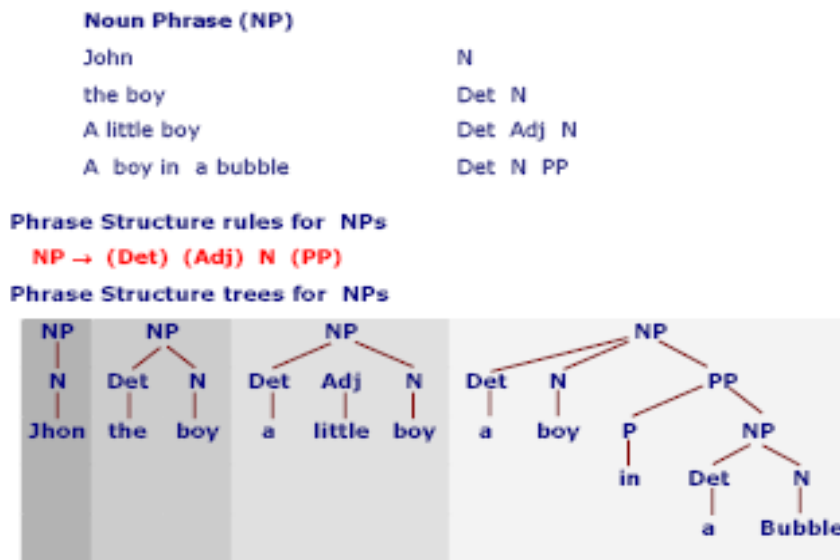 Noun Phrase (NP)
John N
the boy Det N
A little boy Det Adj N
A boy in a bubble Det N PP
Phrase Structure rules for NPs
NP → (Det) (Adj) N (PP)
Phrase Structure trees for NPs
NP NP NP NP
N Det N Det Adj N Det N PP
Jhon the boy a little boy a boy P NP
in Det N
a Bubble